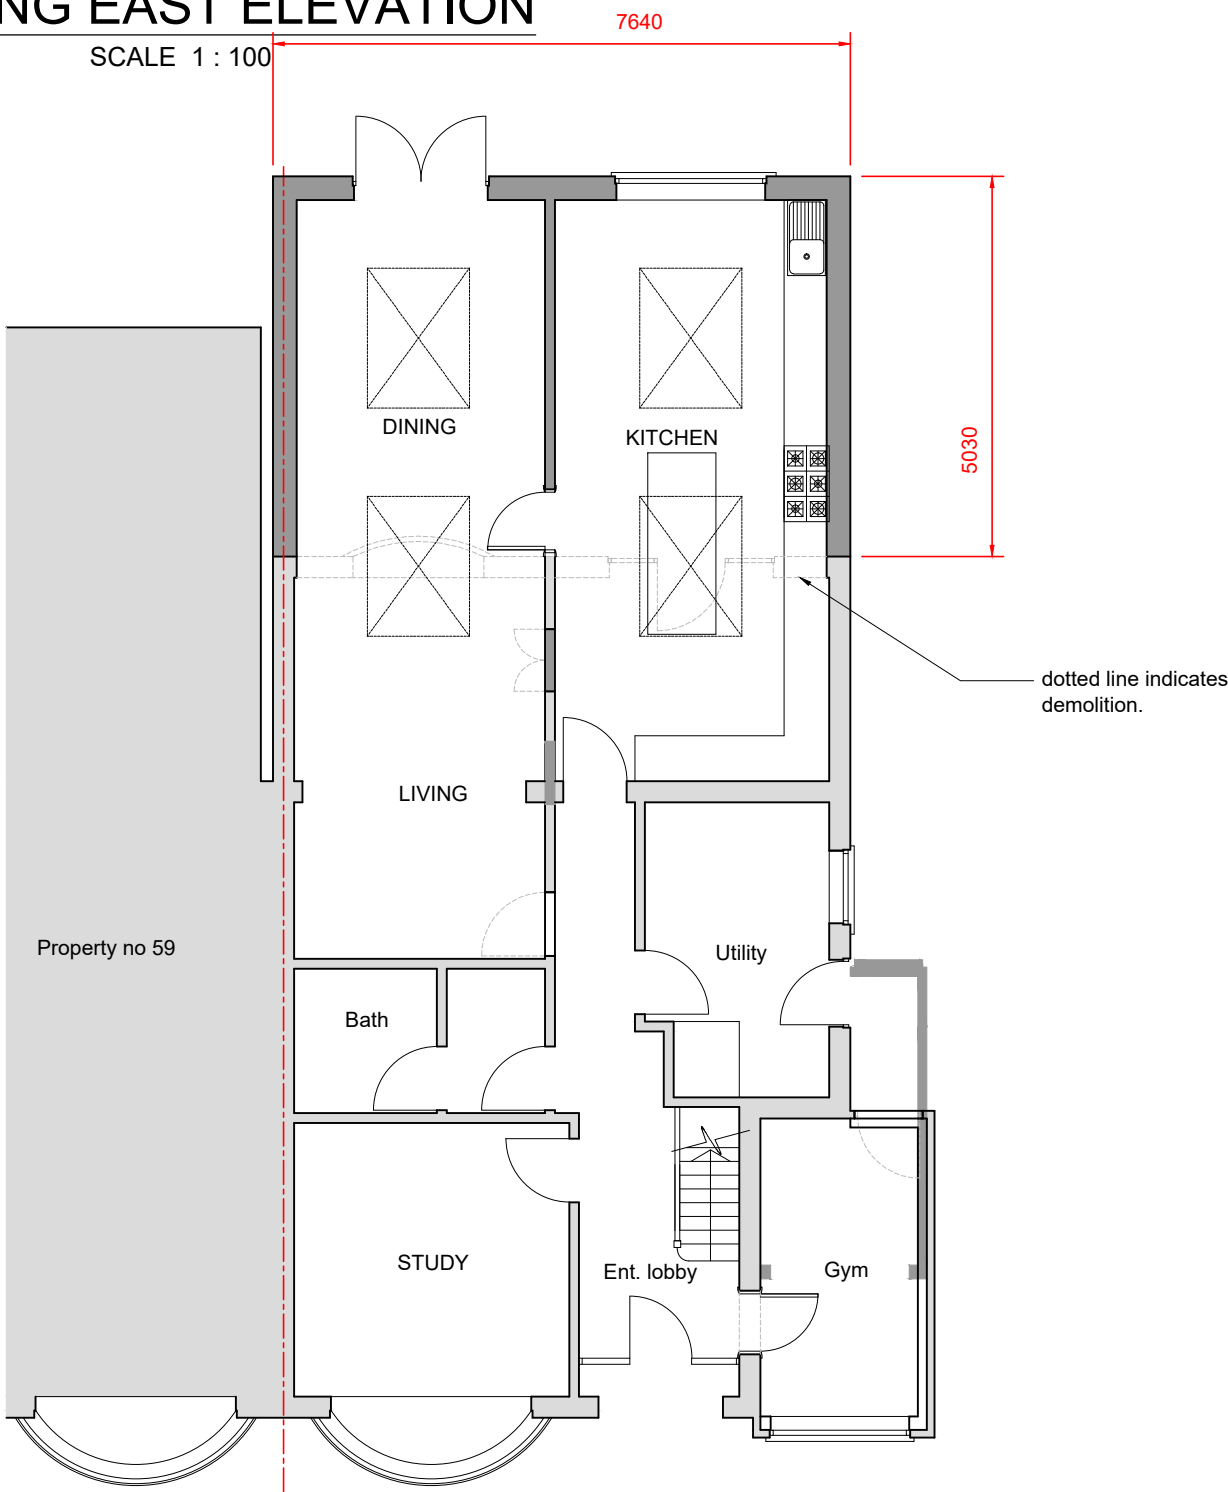 NG EAST ELEVATION
SCALE 1 : 100
7640
5030
DINING
KITCHEN
dotted line indicates
demolition.
LIVING
Property no 59
Utility
Bath
STUDY
Ent. lobby
Gym